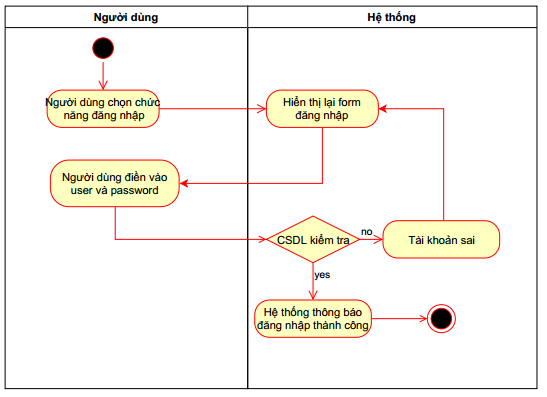 Người dùng
Hệ thống
Người dùng chọn chức
năng đăng nhập
Hiển thị lại form
đăng nhập
Người dùng điền vào
user và password
CSDL kiểm tra
no
Tài khoản sai
yes
Hệ thống thông báo
đăng nhập thành công